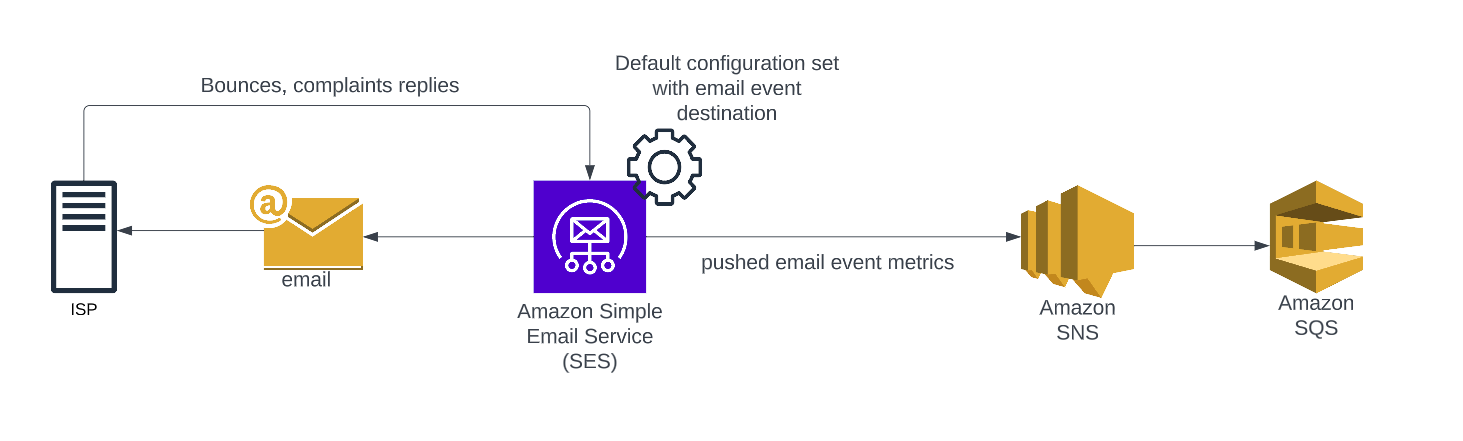 Default configuration set
with email event
destination
Bounces, complaints replies
@
pushed email event metrics
email
ISP
Amazon Simple
Email Service
(SES)
Amazon
SNS
Amazon
SQS